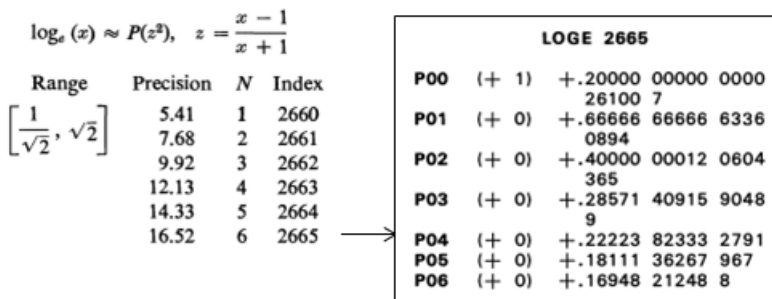 logₑ (x) ≈ P(z²), z = (x − 1)/(x + 1)
Range Precision N Index
[1/√2, √2]
5.41 1 2660
7.68 2 2661
9.92 3 2662
12.13 4 2663
14.33 5 2664
16.52 6 2665
LOGE 2665
P00 (+ 1) +.20000 00000 0000
26100 7
P01 (+ 0) +.66666 66666 6336
0894
P02 (+ 0) +.40000 00012 0604
365
P03 (+ 0) +.28571 40915 9048
9
P04 (+ 0) +.22223 82333 2791
P05 (+ 0) +.18111 36267 967
P06 (+ 0) +.16948 21248 8